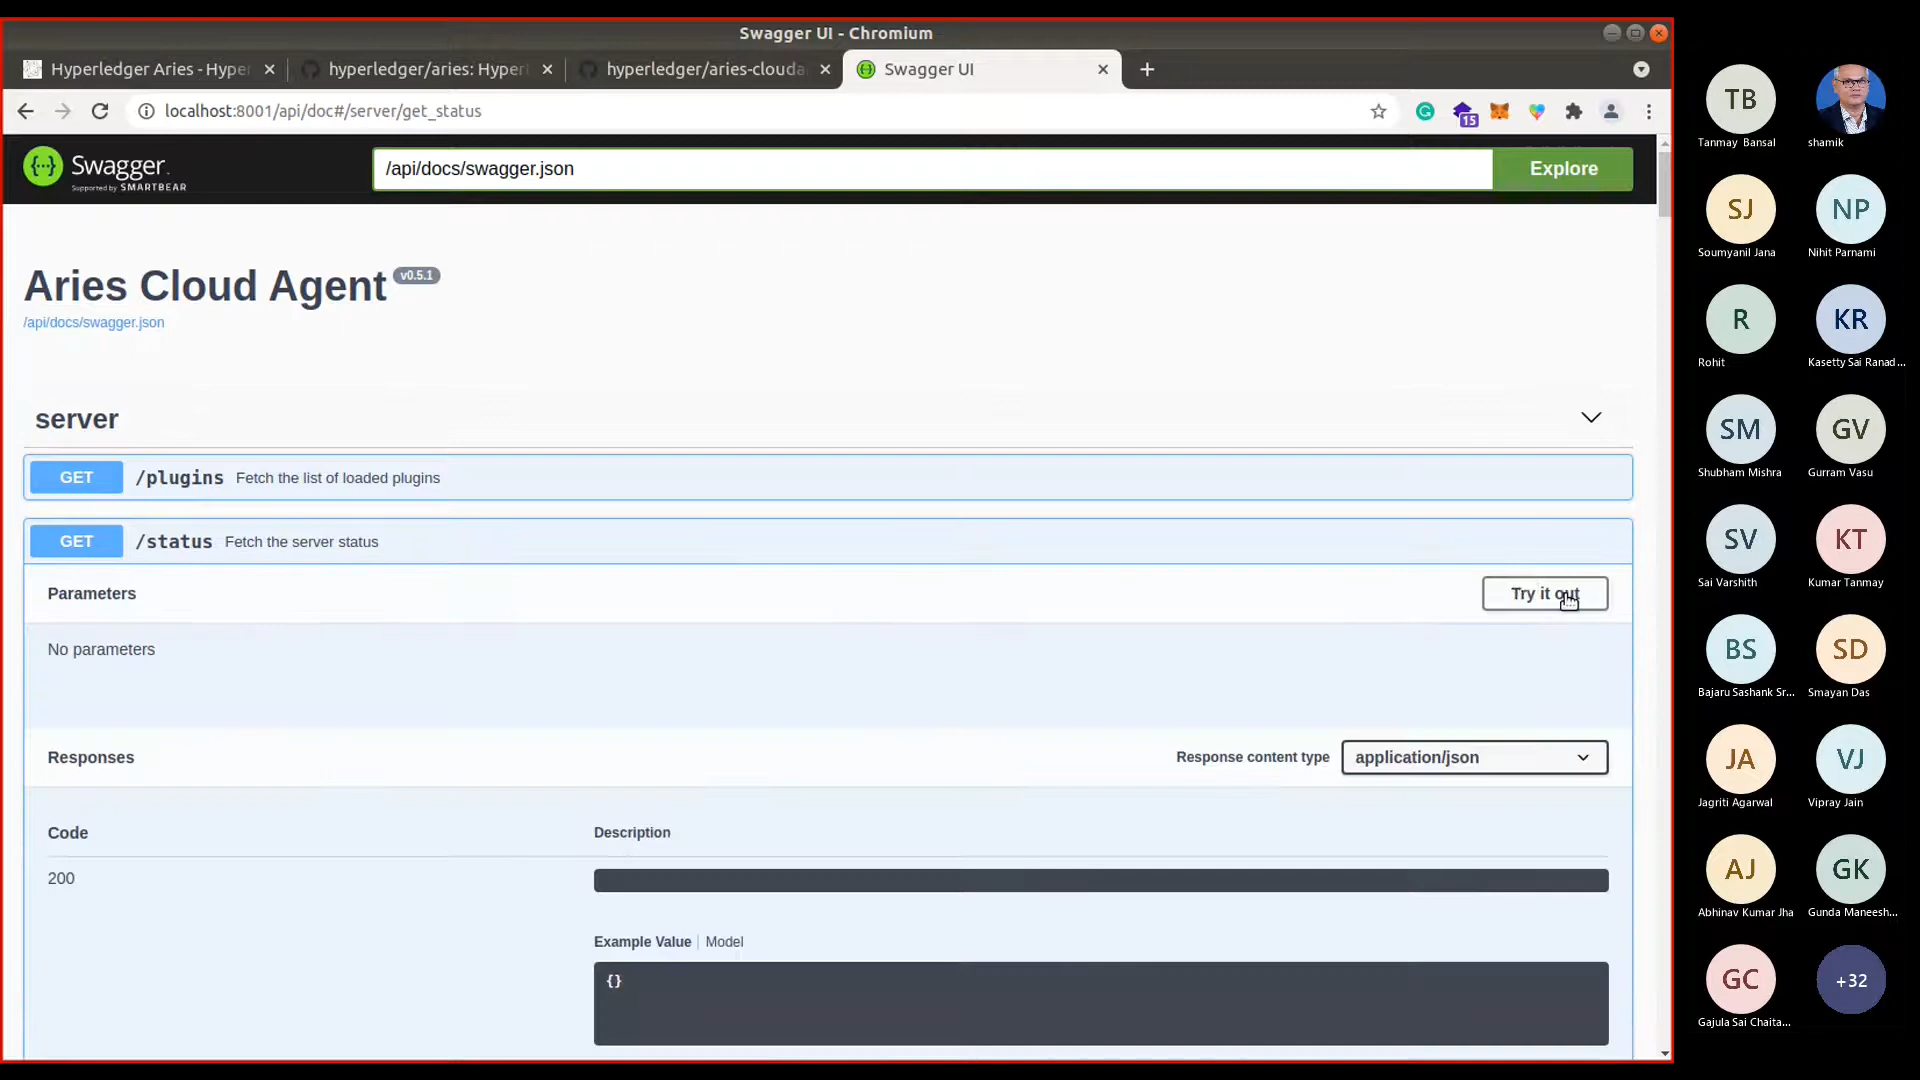 Swagger UI - Chromium
Hyperledger Aries - Hyper
hyperledger/aries: Hyperl
hyperledger/aries-clouda
Swagger UI
localhost:8001/api/doc#/server/get_status
15
Swagger.
Supported by SMARTBEAR
/api/docs/swagger.json
Explore
Aries Cloud Agent v0.5.1
/api/docs/swagger.json
server
GET /plugins Fetch the list of loaded plugins
GET /status Fetch the server status
Parameters
Try it out
No parameters
Responses
Response content type
application/json
Code
Description
200
Example Value | Model
{}
TB
Tanmay Bansal
shamik
SJ
Soumyanil Jana
NP
Nihit Parnami
R
Rohit
KR
Kasetty Sai Ranad...
SM
Shubham Mishra
GV
Gurram Vasu
SV
Sai Varshith
KT
Kumar Tanmay
BS
Bajaru Sashank Sr...
SD
Smayan Das
JA
Jagriti Agarwal
VJ
Vipray Jain
AJ
Abhinav Kumar Jha
GK
Gunda Maneesh...
GC
Gajula Sai Chaita...
+32